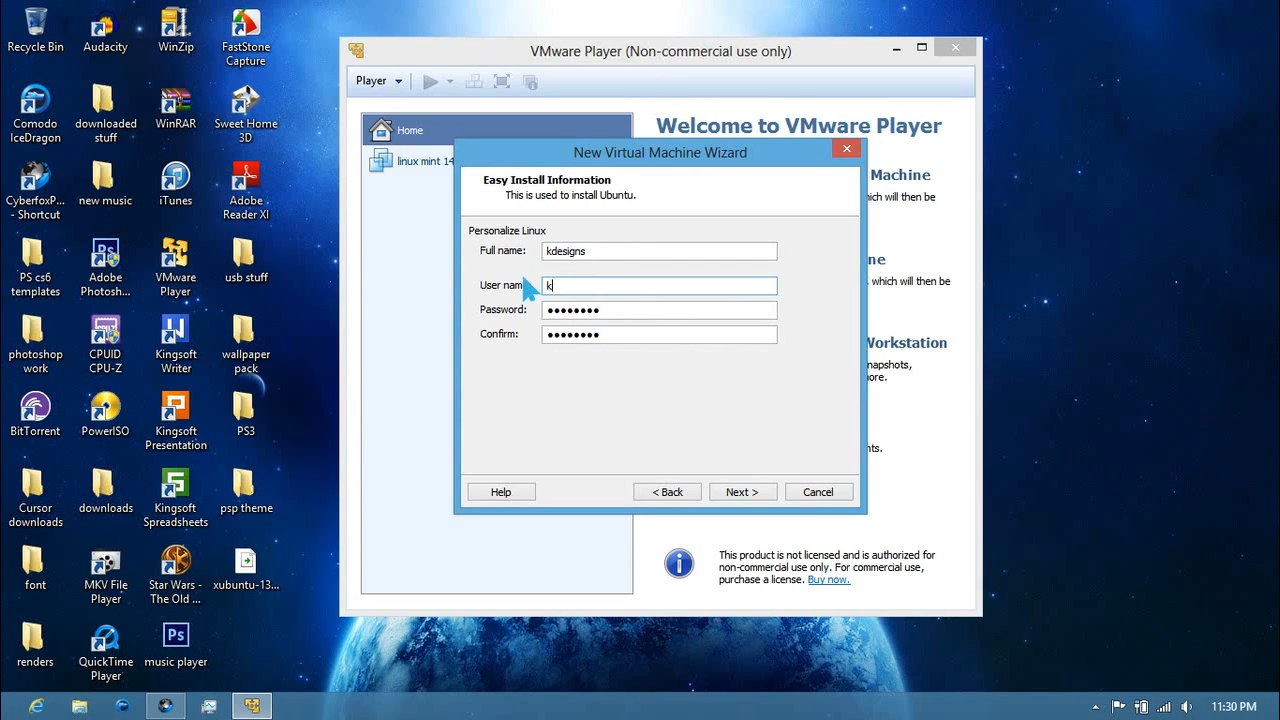 Recycle Bin
Audacity
WinZip
FastStone
Capture
Comodo
IceDragon
downloaded
stuff
WinRAR
Sweet Home
3D
CyberfoxP...
- Shortcut
new music
iTunes
Adobe
Reader XI
PS cs6
templates
Adobe
Photosh...
VMware
Player
usb stuff
photoshop
work
CPUID
CPU-Z
Kingsoft
Writer
wallpaper
pack
BitTorrent
PowerISO
Kingsoft
Presentation
PS3
Cursor
downloads
downloads
Kingsoft
Spreadsheets
psp theme
font
MKV File
Player
Star Wars -
The Old ...
xubuntu-13...
renders
QuickTime
Player
music player
VMware Player (Non-commercial use only)
Player
Home
linux mint 14
Welcome to VMware Player
Machine
hich will then be
ne
, which will then be
Workstation
napshots,
ore.
nts.
This product is not licensed and is authorized for
non-commercial use only. For commercial use,
purchase a license. Buy now.
New Virtual Machine Wizard
Easy Install Information
This is used to install Ubuntu.
Personalize Linux
Full name: kdesigns
User nam k
Password: ●●●●●●●●
Confirm: ●●●●●●●●
Help < Back Next > Cancel
11:30 PM